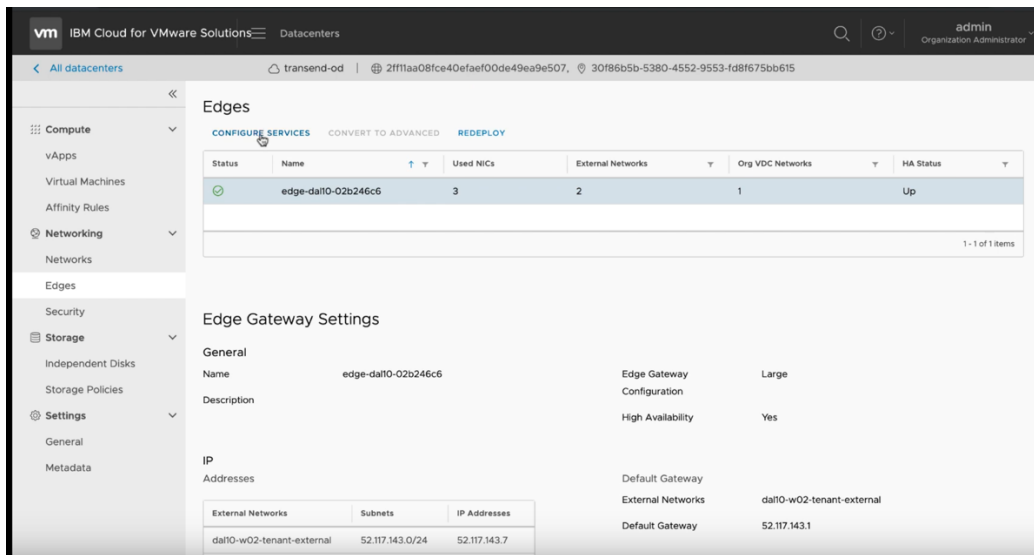 vm IBM Cloud for VMware Solutions Datacenters admin
Organization Administrator
All datacenters transend-od | 2ff11aa08fce40efaef00de49ea9e507, 30f86b5b-5380-4552-9553-fd8f675bb615
Compute
vApps
Virtual Machines
Affinity Rules
Networking
Networks
Edges
Security
Storage
Independent Disks
Storage Policies
Settings
General
Metadata
Edges
CONFIGURE SERVICES CONVERT TO ADVANCED REDEPLOY
Status Name Used NICs External Networks Org VDC Networks HA Status
edge-dal10-02b246c6 3 2 1 Up
1 - 1 of 1 items
Edge Gateway Settings
General
Name edge-dal10-02b246c6
Description
Edge Gateway Configuration Large
High Availability Yes
IP
Addresses
External Networks Subnets IP Addresses
dal10-w02-tenant-external 52.117.143.0/24 52.117.143.7
Default Gateway
External Networks dal10-w02-tenant-external
Default Gateway 52.117.143.1